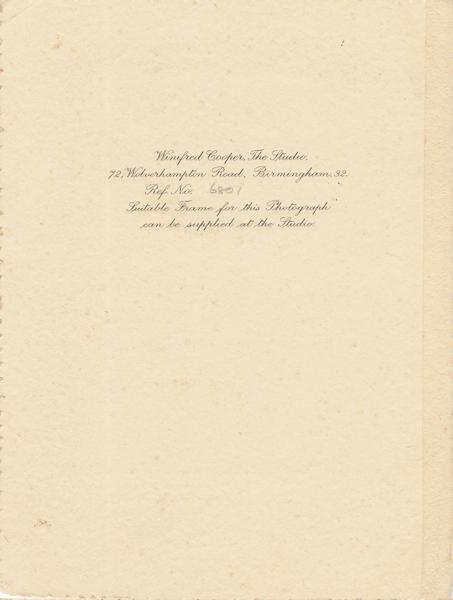 Winifred Cooper, The Studio.
72, Wolverhampton Road, Birmingham, 32.
Ref. No. 6801
Suitable Frame for this Photograph
can be supplied at the Studio.